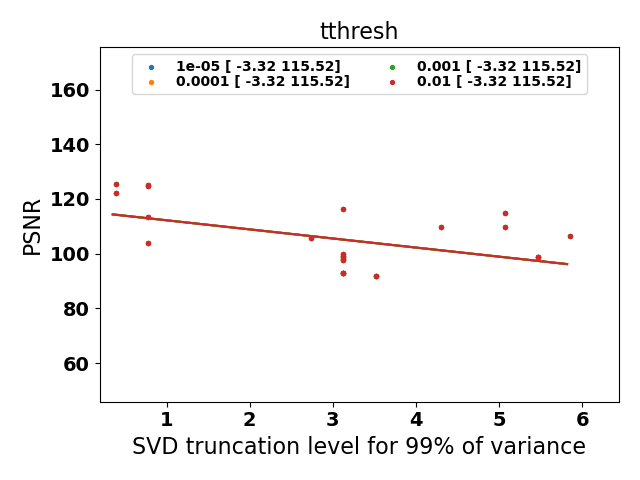 tthresh
1e-05 [ -3.32 115.52]
0.0001 [ -3.32 115.52]
0.001 [ -3.32 115.52]
0.01 [ -3.32 115.52]
PSNR
160
140
120
100
80
60
1 2 3 4 5 6
SVD truncation level for 99% of variance